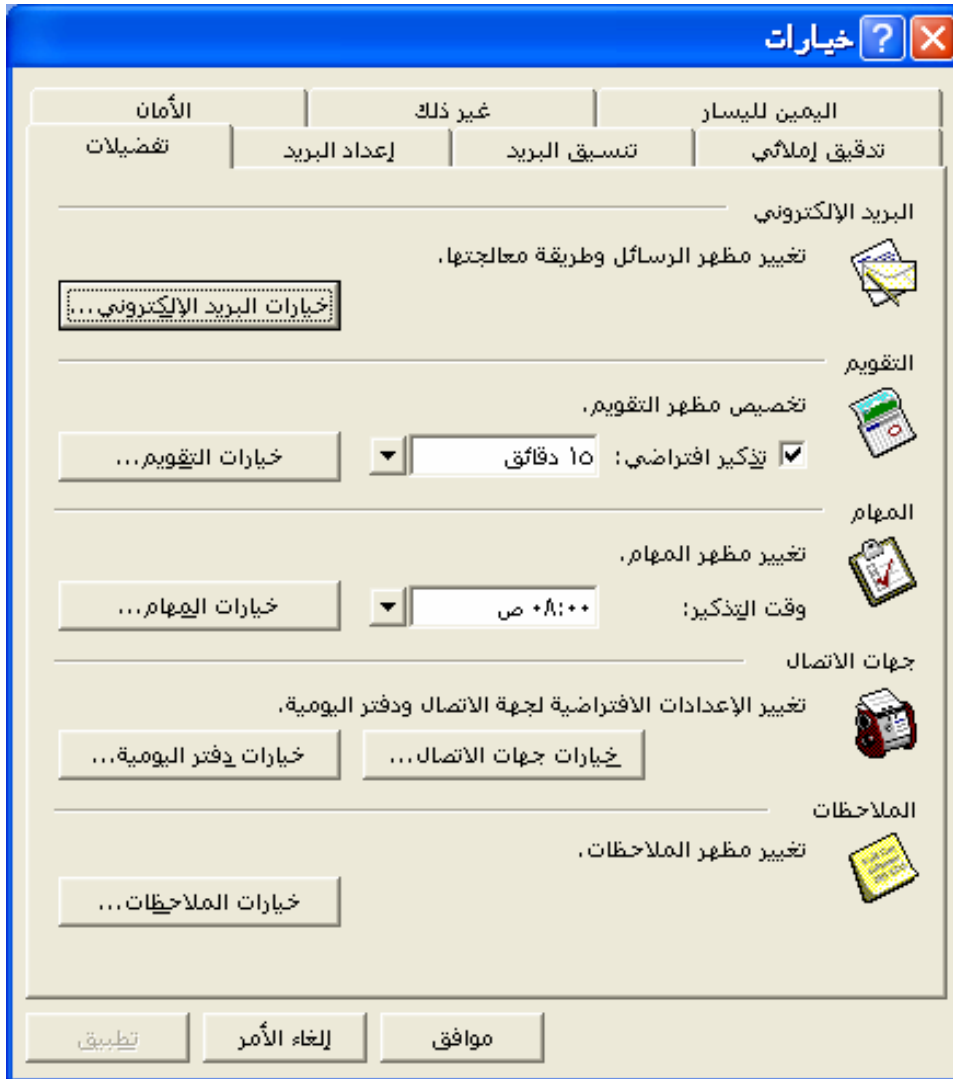 خيارات
اليمين لليسار
غير ذلك
الأمان
تدقيق إملائي
تنسيق البريد
إعداد البريد
تفضيلات
البريد الإلكتروني
تغيير مظهر الرسائل وطريقة معالجتها.
خيارات البريد الإلكتروني...
التقويم
تخصيص مظهر التقويم.
تذكير افتراضي: ١٥ دقائق
خيارات التقويم...
المهام
تغيير مظهر المهام.
وقت التذكير: ٠٨:٠٠ ص
خيارات المهام...
جهات الاتصال
تغيير الإعدادات الافتراضية لجهة الاتصال ودفتر اليومية.
خيارات جهات الاتصال...
خيارات دفتر اليومية...
الملاحظات
تغيير مظهر الملاحظات.
خيارات الملاحظات...
موافق
إلغاء الأمر
تطبيق